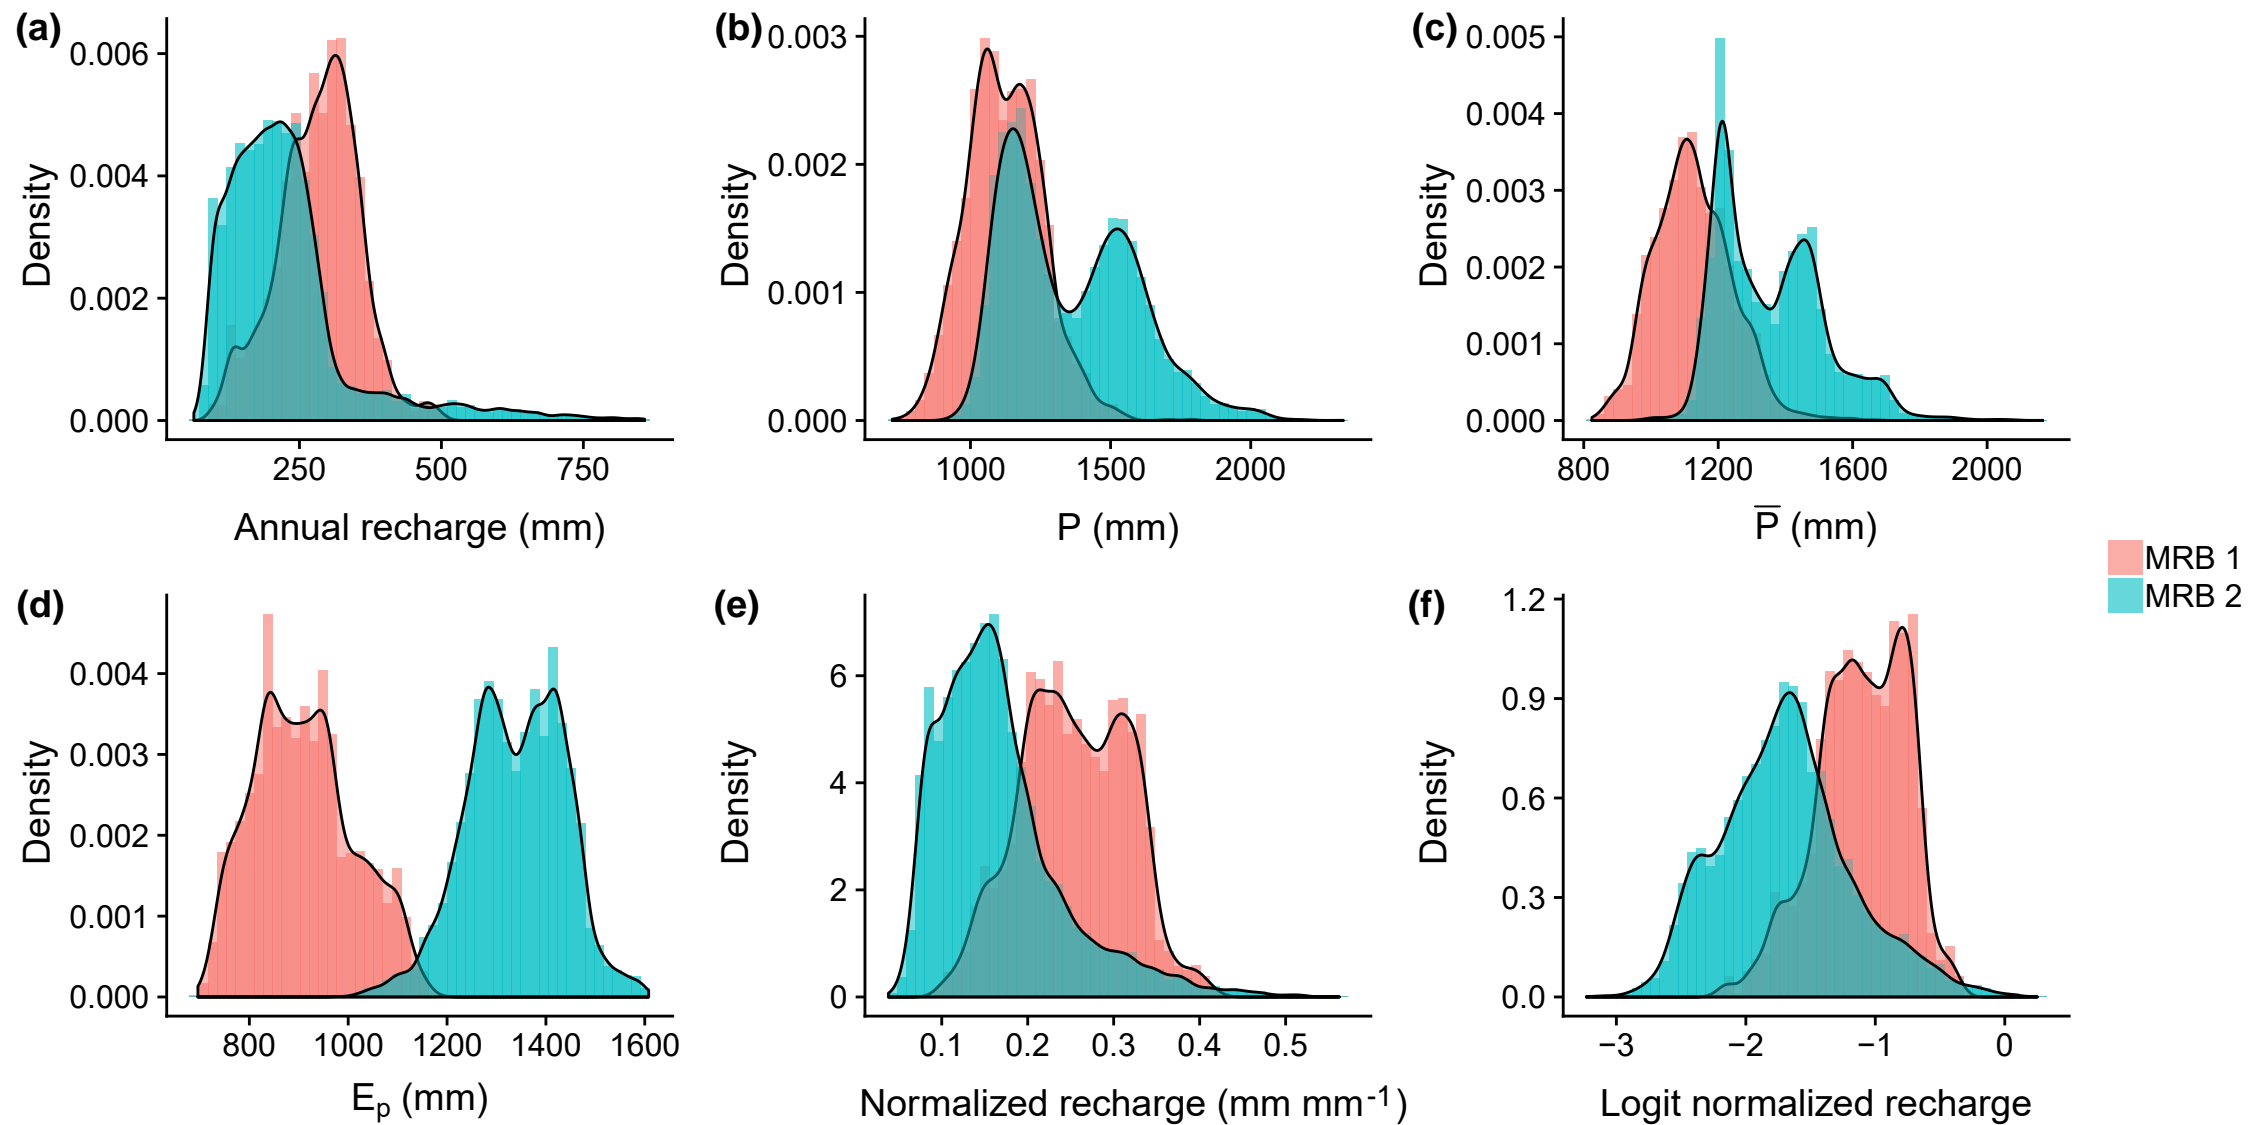 (a)
0.006
0.004
0.002
0.000
Density
250 500 750
Annual recharge (mm)
(b)
0.003
0.002
0.001
0.000
Density
1000 1500 2000
P (mm)
(c)
0.005
0.004
0.003
0.002
0.001
0.000
Density
800 1200 1600 2000
P̅ (mm)
MRB 1
MRB 2
(d)
0.004
0.003
0.002
0.001
0.000
Density
800 1000 1200 1400 1600
Eₚ (mm)
(e)
6
4
2
0
Density
0.1 0.2 0.3 0.4 0.5
Normalized recharge (mm mm⁻¹)
(f)
1.2
0.9
0.6
0.3
0.0
Density
−3 −2 −1 0
Logit normalized recharge